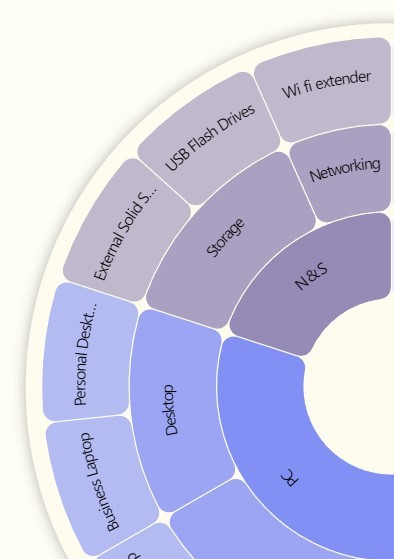 Wi fi extender
USB Flash Drives
External Solid S...
Networking
Storage
N&S
Personal Deskt...
Desktop
PC
Business Laptop
p